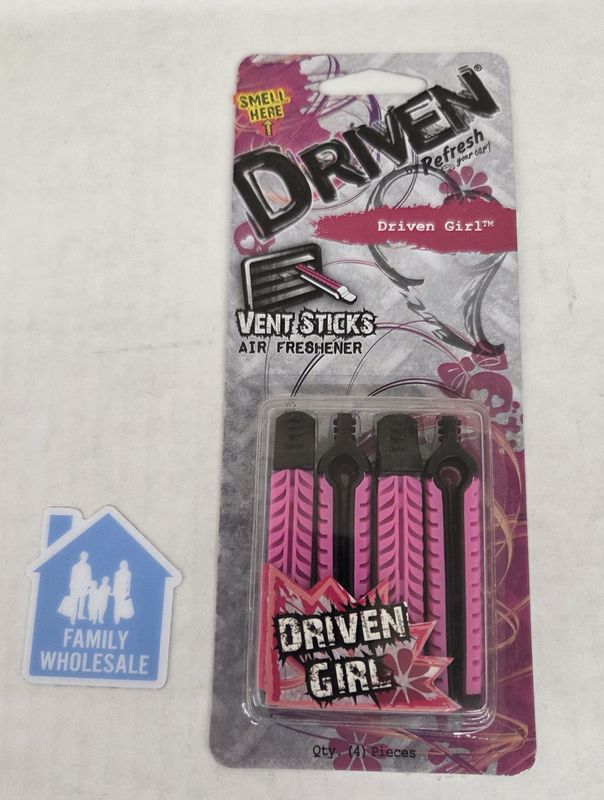 SMELL
HERE
DRIVEN®
Refresh
your car!
Driven Girl™
VENT STICKS
AIR FRESHENER
DRIVEN
GIRL
Qty. (4) Pieces
FAMILY
WHOLESALE